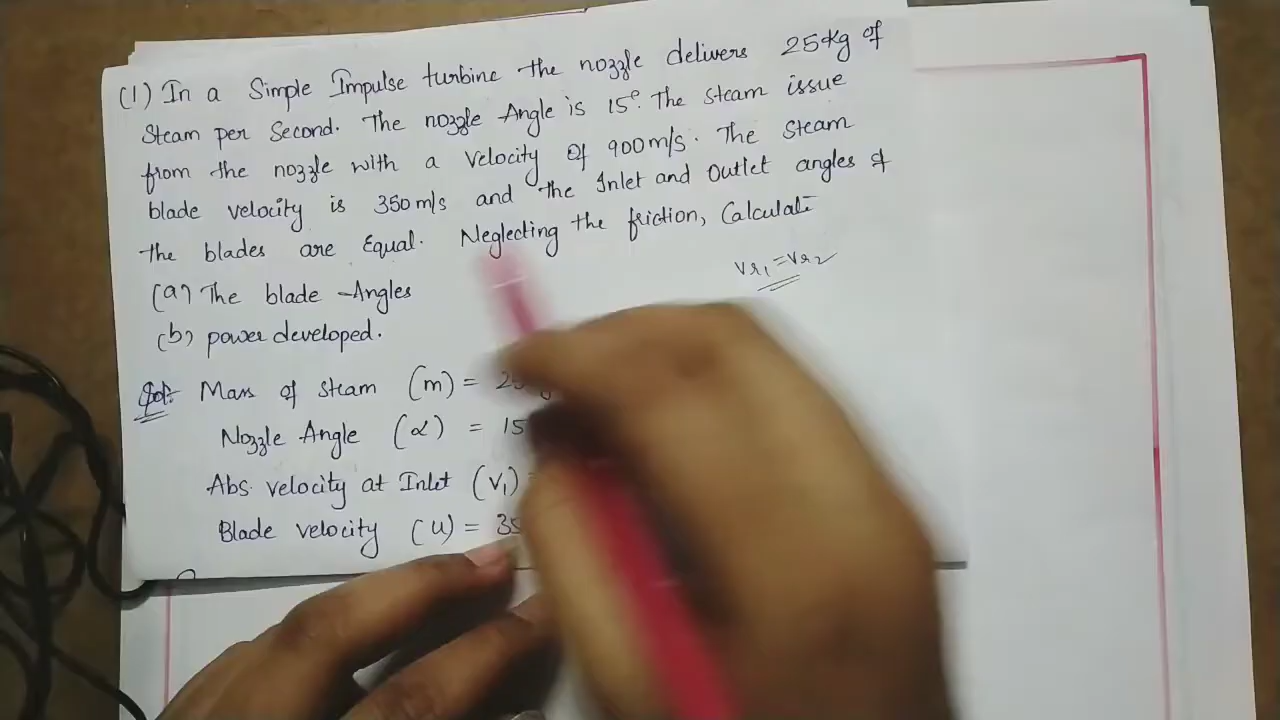 (1) In a Simple Impulse turbine the nozzle delivers 25Kg of
Steam per Second. The nozzle Angle is 15°. The Steam issue
from the nozzle with a velocity of 900m/s. The Steam
blade velocity is 350m/s and the Inlet and Outlet angles of
the blades are Equal. Neglecting the friction, Calculate
Vr₁ = Vr₂
(a) The blade Angles
(b) power developed.
Sol:- Mass of steam (m) = 25
Nozzle Angle (α) = 15
Abs. velocity at Inlet (V₁) =
Blade velocity (U) = 35